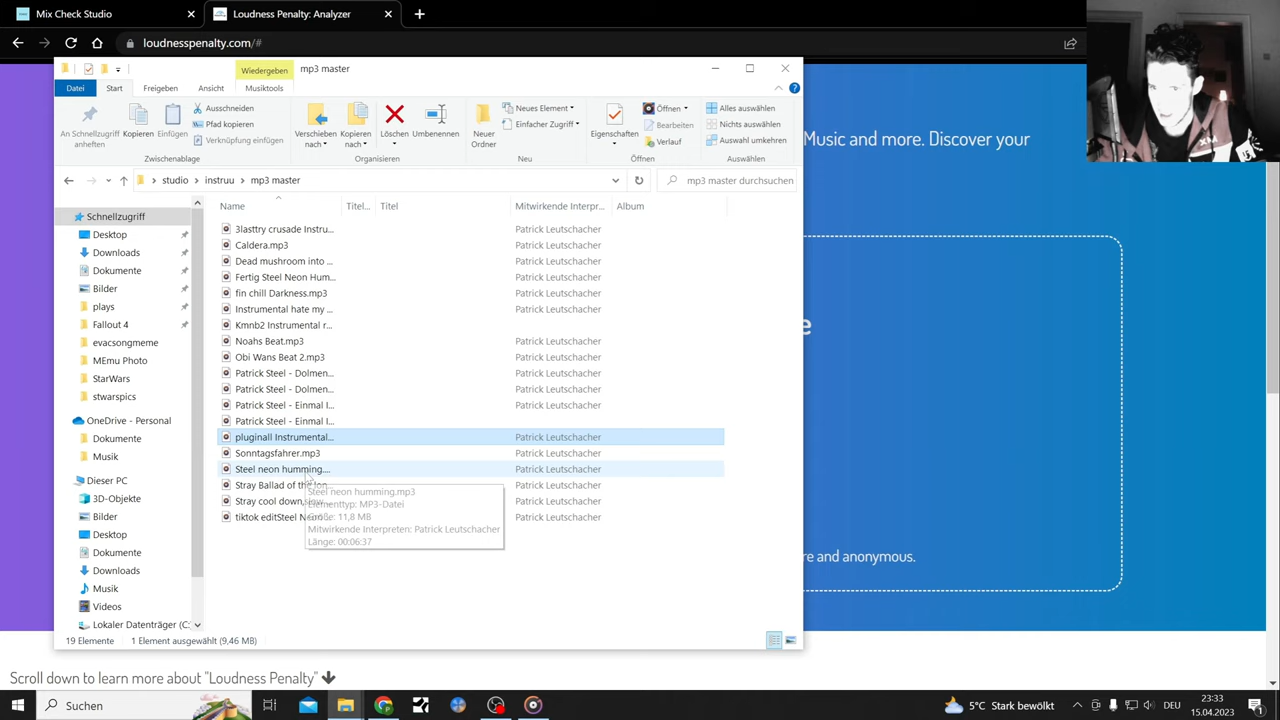 Mix Check Studio
Loudness Penalty: Analyzer
loudnesspenalty.com/#
Wiedergeben
mp3 master
Datei
Start
Freigeben
Ansicht
Musiktools
An Schnellzugriff
anheften
Kopieren
Einfügen
Ausschneiden
Pfad kopieren
Verknüpfung einfügen
Zwischenablage
Verschieben
nach
Kopieren
nach
Löschen
Umbenennen
Organisieren
Neuer
Ordner
Neues Element
Einfacher Zugriff
Neu
Eigenschaften
Öffnen
Bearbeiten
Verlauf
Öffnen
Alles auswählen
Nichts auswählen
Auswahl umkehren
Auswählen
Music and more. Discover your
studio
instruu
mp3 master
mp3 master durchsuchen
Name
Titel...
Titel
Mitwirkende Interpr...
Album
Schnellzugriff
Desktop
Downloads
Dokumente
Bilder
plays
Fallout 4
evacsongmeme
MEmu Photo
StarWars
stwarspics
OneDrive - Personal
Dokumente
Musik
Dieser PC
3D-Objekte
Bilder
Desktop
Dokumente
Downloads
Musik
Videos
Lokaler Datenträger (C:
3lasttry crusade Instru... Patrick Leutschacher
Caldera.mp3 Patrick Leutschacher
Dead mushroom into ... Patrick Leutschacher
Fertig Steel Neon Hum... Patrick Leutschacher
fin chill Darkness.mp3 Patrick Leutschacher
Instrumental hate my ... Patrick Leutschacher
Kmnb2 Instrumental r... Patrick Leutschacher
Noahs Beat.mp3 Patrick Leutschacher
Obi Wans Beat 2.mp3 Patrick Leutschacher
Patrick Steel - Dolmen... Patrick Leutschacher
Patrick Steel - Dolmen... Patrick Leutschacher
Patrick Steel - Einmal I... Patrick Leutschacher
Patrick Steel - Einmal I... Patrick Leutschacher
pluginall Instrumental... Patrick Leutschacher
Sonntagsfahrer.mp3 Patrick Leutschacher
Steel neon humming.... Patrick Leutschacher
Stray Ballad of the Patrick Leutschacher
Stray cool down, Patrick Leutschacher
tiktok editSteel Patrick Leutschacher
Steel neon humming.mp3
Elementtyp: MP3-Datei
Größe: 11,8 MB
Mitwirkende Interpreten: Patrick Leutschacher
Länge: 00:06:37
e
re and anonymous.
19 Elemente
1 Element ausgewählt (9,46 MB)
Scroll down to learn more about "Loudness Penalty"
Suchen
5°C Stark bewölkt
DEU
23:33
15.04.2023